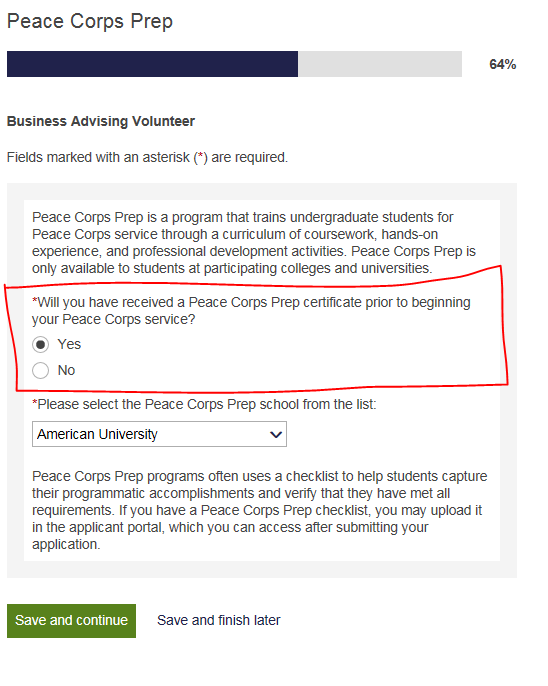 Peace Corps Prep
64%
Business Advising Volunteer
Fields marked with an asterisk (*) are required.
Peace Corps Prep is a program that trains undergraduate students for
Peace Corps service through a curriculum of coursework, hands-on
experience, and professional development activities. Peace Corps Prep is
only available to students at participating colleges and universities.
*Will you have received a Peace Corps Prep certificate prior to beginning
your Peace Corps service?
Yes
No
*Please select the Peace Corps Prep school from the list:
American University
Peace Corps Prep programs often uses a checklist to help students capture
their programmatic accomplishments and verify that they have met all
requirements. If you have a Peace Corps Prep checklist, you may upload it
in the applicant portal, which you can access after submitting your
application.
Save and continue Save and finish later